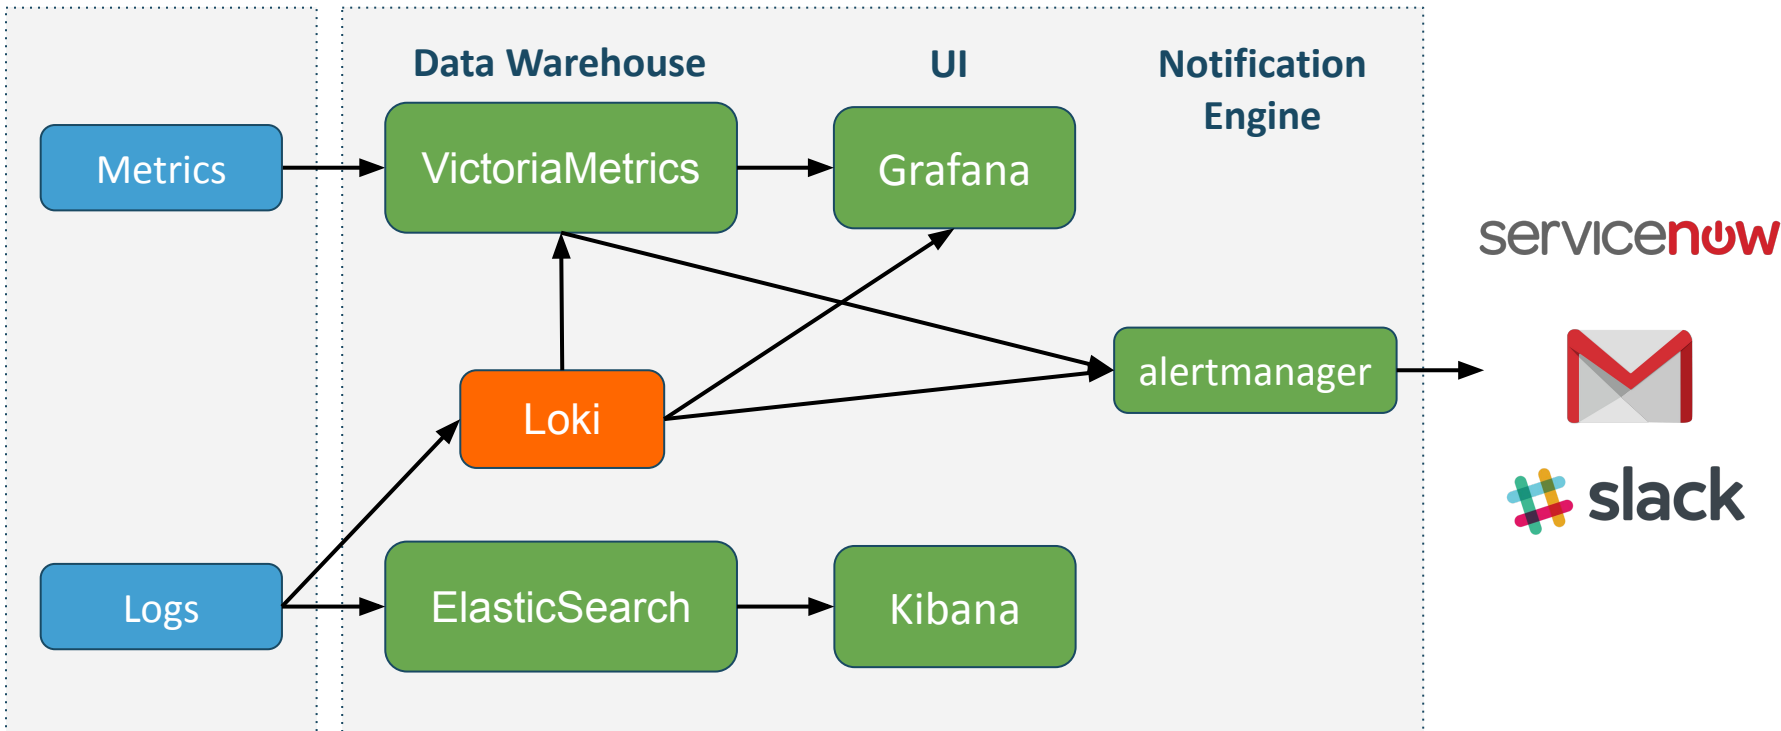 Data Warehouse
UI
Notification
Engine
Metrics
VictoriaMetrics
Grafana
servicenow
alertmanager
Loki
slack
Logs
ElasticSearch
Kibana